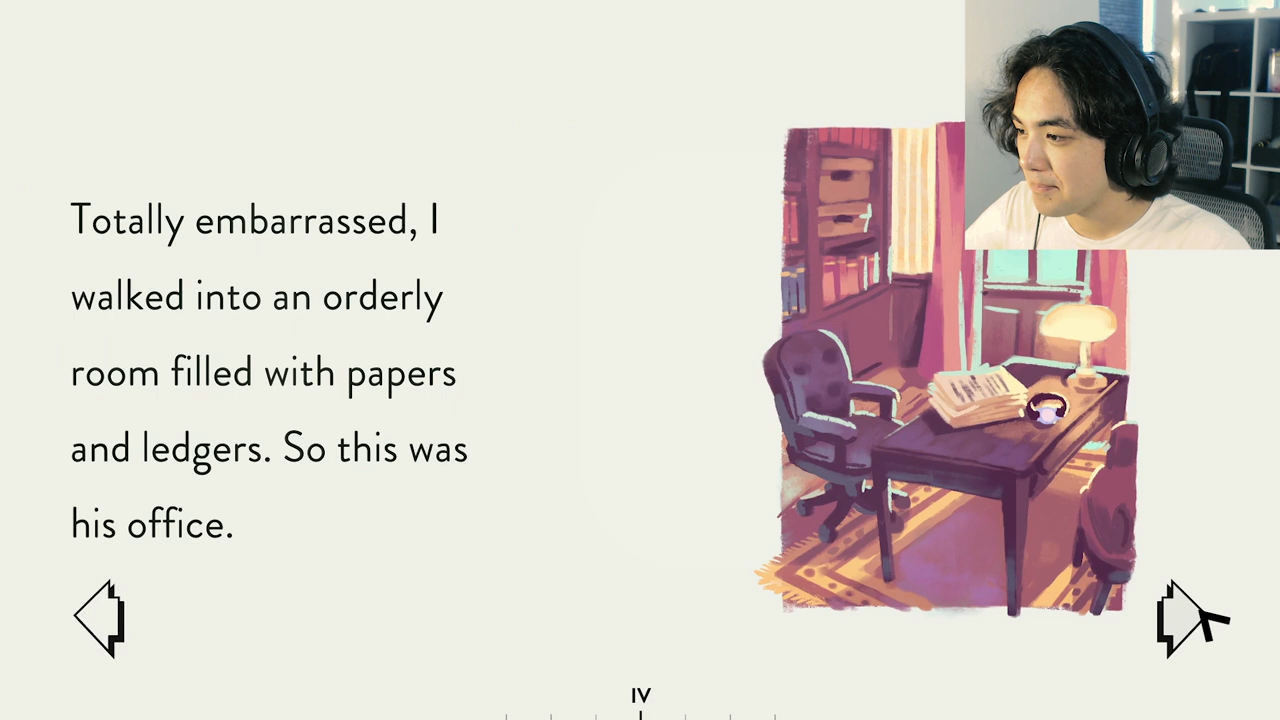 Totally embarrassed, I
walked into an orderly
room filled with papers
and ledgers. So this was
his office.
IV